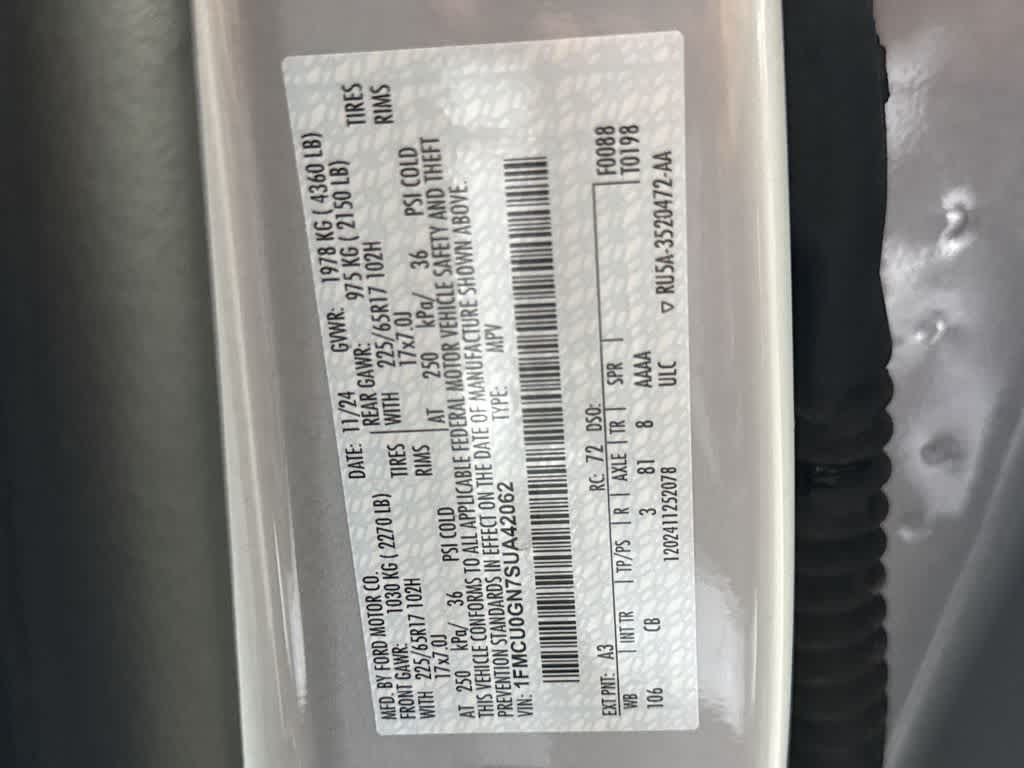 MFD. BY FORD MOTOR CO. DATE: 11/24 GVWR: 1978 KG ( 4360 LB)
FRONT GAWR: 1030 KG ( 2270 LB) REAR GAWR: 975 KG ( 2150 LB)
WITH 225/65R17 102H TIRES WITH 225/65R17 102H TIRES
17x7.0J RIMS 17x7.0J RIMS
AT 250 kPa/ 36 PSI COLD AT 250 kPa/ 36 PSI COLD
THIS VEHICLE CONFORMS TO ALL APPLICABLE FEDERAL MOTOR VEHICLE SAFETY AND THEFT
PREVENTION STANDARDS IN EFFECT ON THE DATE OF MANUFACTURE SHOWN ABOVE.
VIN: 1FMCU0GN7SUA42062 TYPE: MPV
EXT PNT: A3 RC: 72 DSO: F0088
WB INT TR TP/PS R AXLE TR SPR T0198
106 CB 3 81 8 AAAA
1202411252078 ULC ▽ RU5A-3520472-AA